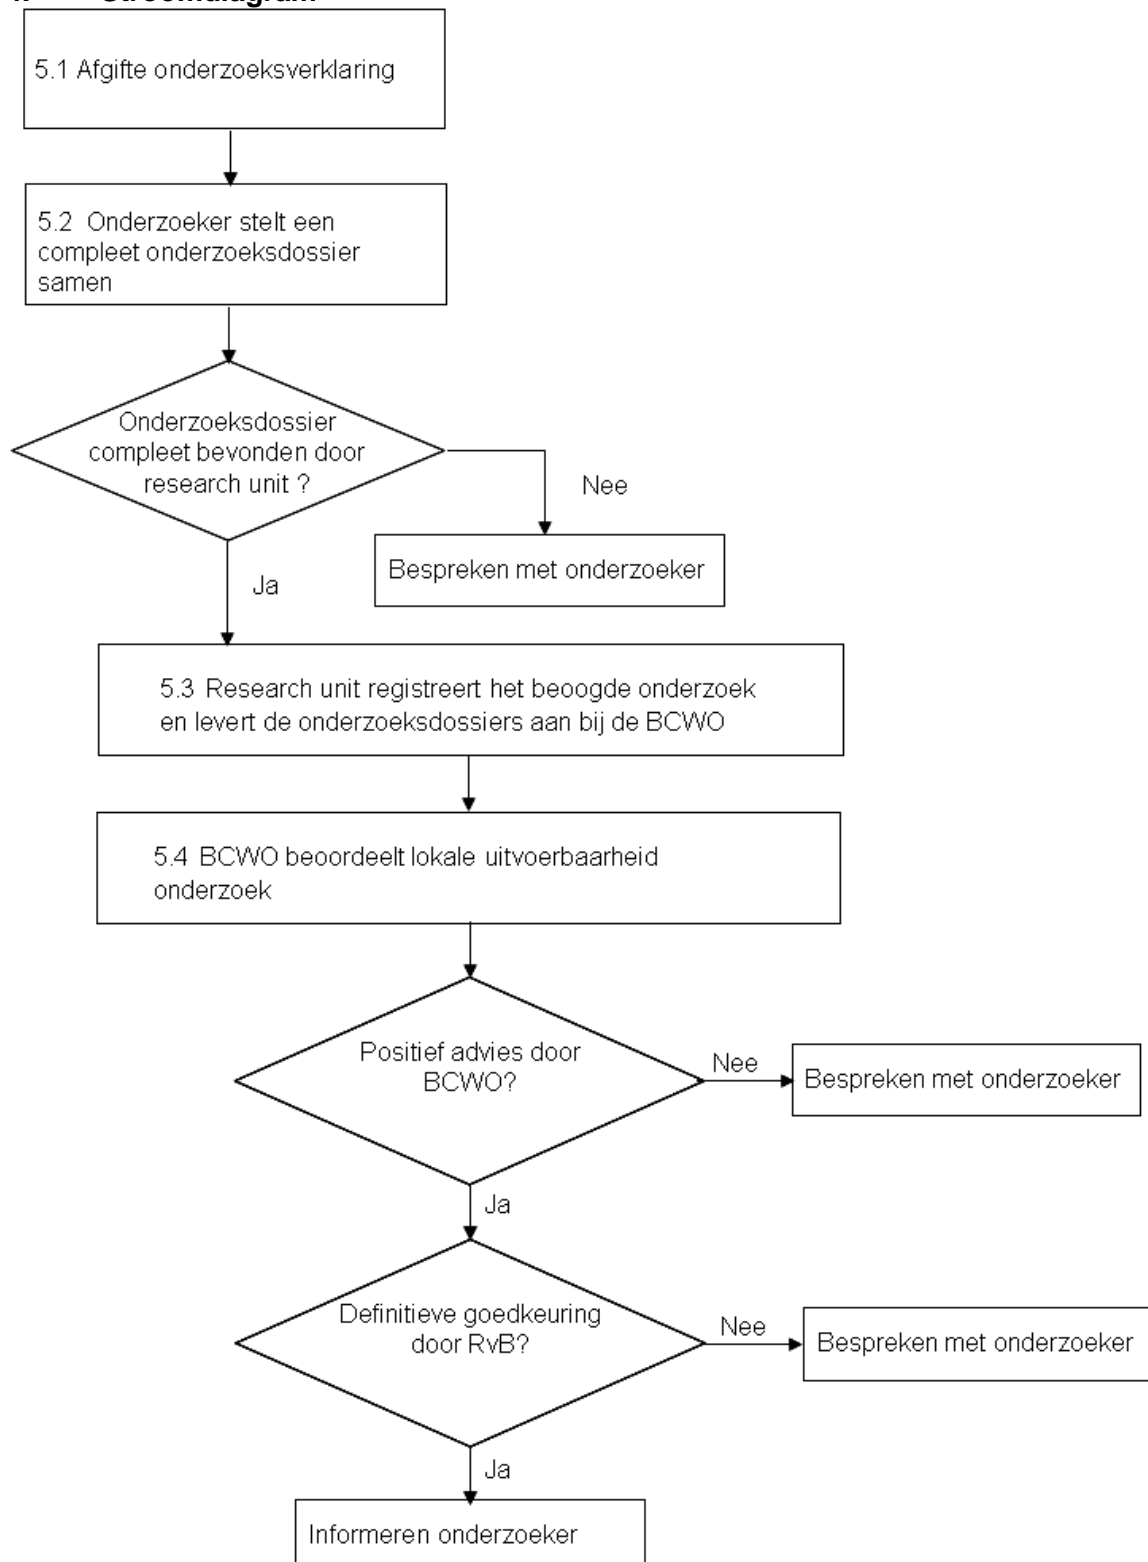 Stroomdiagram
5.1 Afgifte onderzoeksverklaring
5.2 Onderzoeker stelt een
compleet onderzoeksdossier
samen
Onderzoeksdossier
compleet bevonden door
research unit ?
Nee
Bespreken met onderzoeker
Ja
5.3 Research unit registreert het beoogde onderzoek
en levert de onderzoeksdossiers aan bij de BCWO
5.4 BCWO beoordeelt lokale uitvoerbaarheid
onderzoek
Positief advies door
BCWO?
Nee
Bespreken met onderzoeker
Ja
Definitieve goedkeuring
door RvB?
Nee
Bespreken met onderzoeker
Ja
Informeren onderzoeker